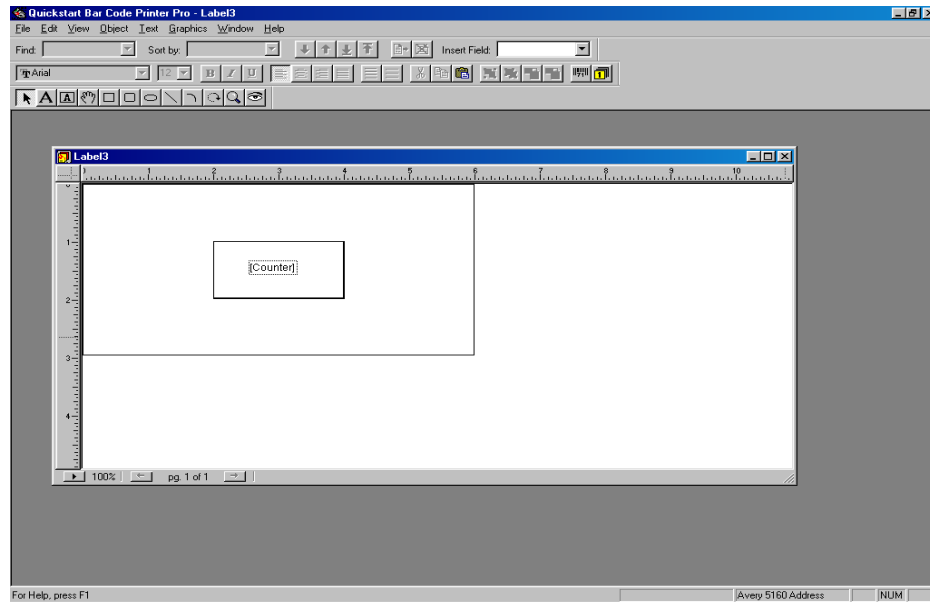 Quickstart Bar Code Printer Pro - Label3
File Edit View Object Text Graphics Window Help
Find: Sort by: Insert Field:
Arial 12 B I U
A A
Label3
0 1 2 3 4 5 6 7 8 9 10
0
1
[Counter]
2
3
4
100% pg. 1 of 1
For Help, press F1 Avery 5160 Address NUM